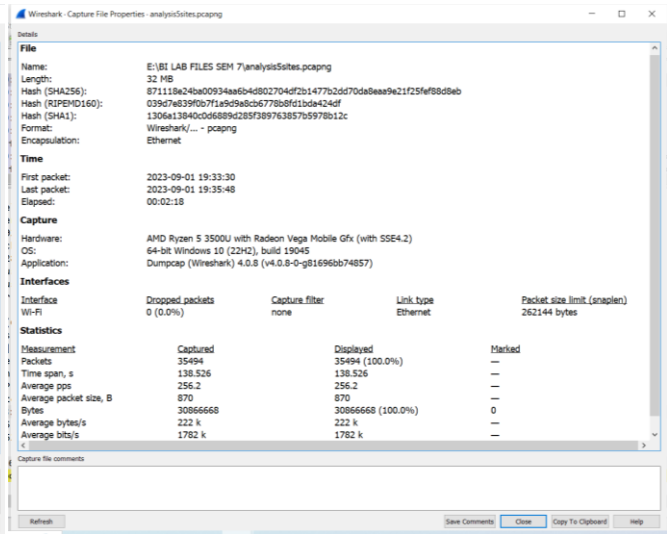 Wireshark · Capture File Properties · analysis5sites.pcapng
Details
File
Name: E:\BI LAB FILES SEM 7\analysis5sites.pcapng
Length: 32 MB
Hash (SHA256): 871118e24ba00934aa6b4d802704df2b1477b2dd70da8eaa9e21f25fef88d8eb
Hash (RIPEMD160): 039d7e839f0b7f1a9d9a8cb6778b8fd1bda424df
Hash (SHA1): 1306a13840c0d6889d285f389763857b5978b12c
Format: Wireshark/... - pcapng
Encapsulation: Ethernet
Time
First packet: 2023-09-01 19:33:30
Last packet: 2023-09-01 19:35:48
Elapsed: 00:02:18
Capture
Hardware: AMD Ryzen 5 3500U with Radeon Vega Mobile Gfx (with SSE4.2)
OS: 64-bit Windows 10 (22H2), build 19045
Application: Dumpcap (Wireshark) 4.0.8 (v4.0.8-0-g81696bb74857)
Interfaces
Interface Dropped packets Capture filter Link type Packet size limit (snaplen)
Wi-Fi 0 (0.0%) none Ethernet 262144 bytes
Statistics
Measurement Captured Displayed Marked
Packets 35494 35494 (100.0%) —
Time span, s 138.526 138.526 —
Average pps 256.2 256.2 —
Average packet size, B 870 870 —
Bytes 30866668 30866668 (100.0%) 0
Average bytes/s 222 k 222 k —
Average bits/s 1782 k 1782 k —
Capture file comments
Refresh Save Comments Close Copy To Clipboard Help